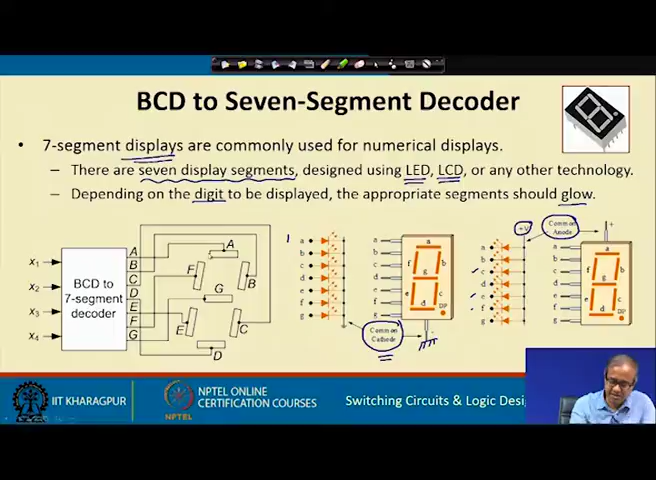 BCD to Seven-Segment Decoder
• 7-segment displays are commonly used for numerical displays.
– There are seven display segments, designed using LED, LCD, or any other technology.
– Depending on the digit to be displayed, the appropriate segments should glow.
x1
x2
x3
x4
BCD to
7-segment
decoder
A
B
C
D
E
F
G
A
F
B
G
E
C
D
1
a
b
c
d
e
f
g
Common
Cathode
a
b
c
d
e
f
g
a
f
b
g
e
c
d
DP
+V
Common
Anode
a
b
c
d
e
f
g
+
a
b
c
d
e
f
g
a
f
b
g
e
c
d
DP
IIT KHARAGPUR
NPTEL
NPTEL ONLINE
CERTIFICATION COURSES
Switching Circuits & Logic Desig